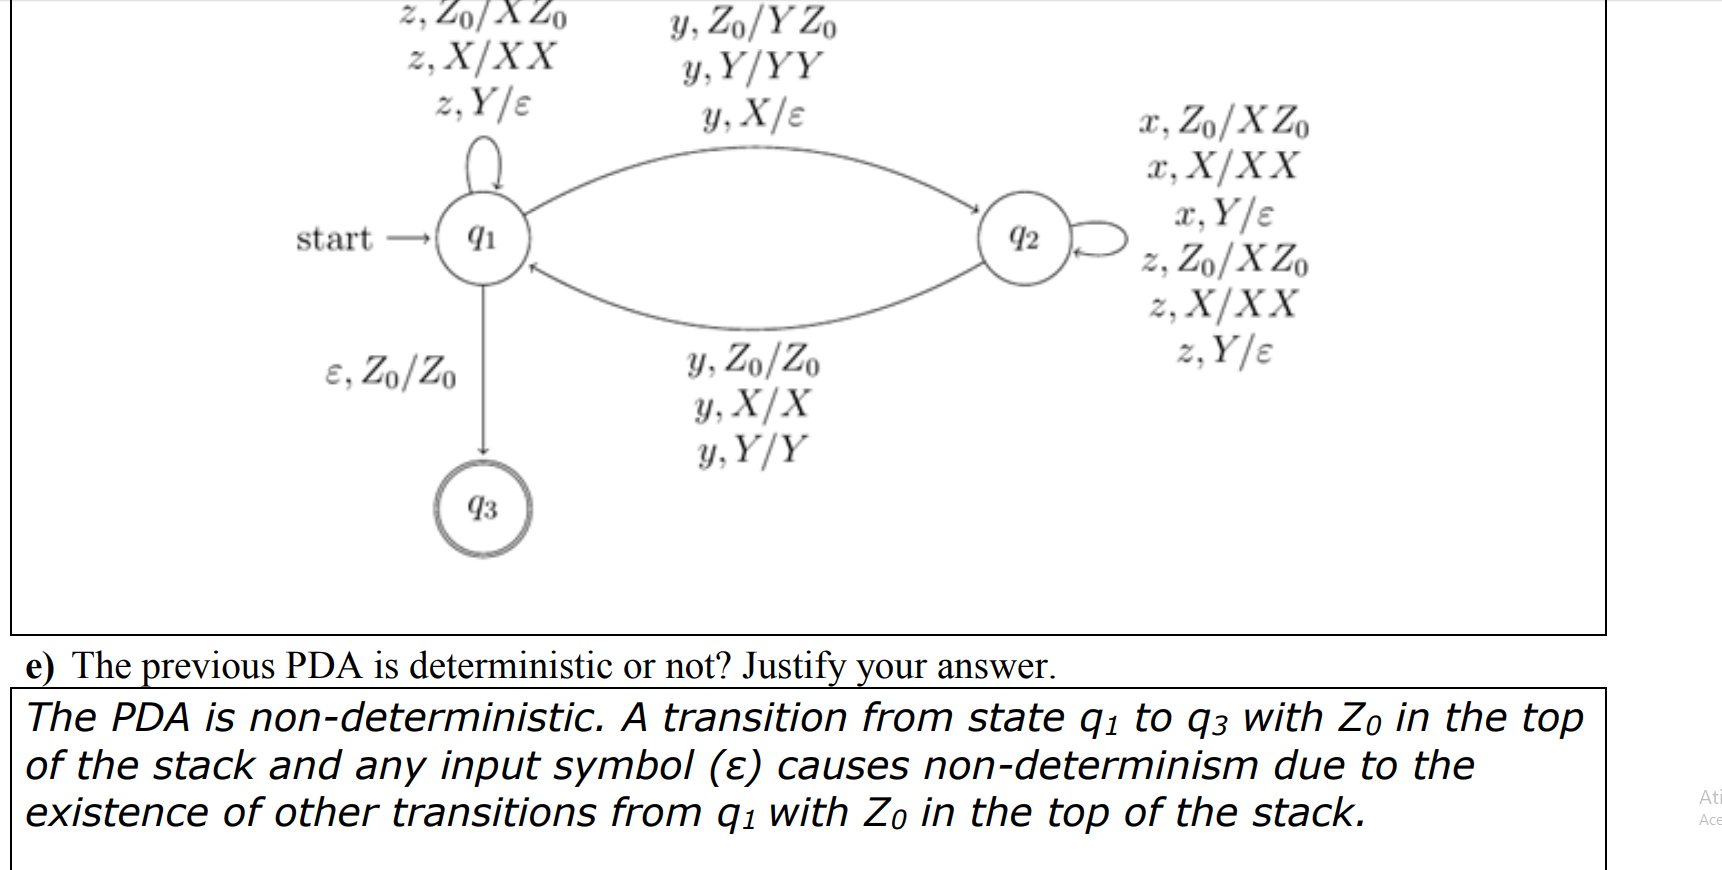 z, Z₀/XZ₀
z, X/XX
z, Y/ε
y, Z₀/YZ₀
y, Y/YY
y, X/ε
x, Z₀/XZ₀
x, X/XX
x, Y/ε
z, Z₀/XZ₀
z, X/XX
z, Y/ε
start
q₁
q₂
ε, Z₀/Z₀
y, Z₀/Z₀
y, X/X
y, Y/Y
q₃
e) The previous PDA is deterministic or not? Justify your answer.
The PDA is non-deterministic. A transition from state q₁ to q₃ with Z₀ in the top
of the stack and any input symbol (ε) causes non-determinism due to the
existence of other transitions from q₁ with Z₀ in the top of the stack.
Ati
Ace